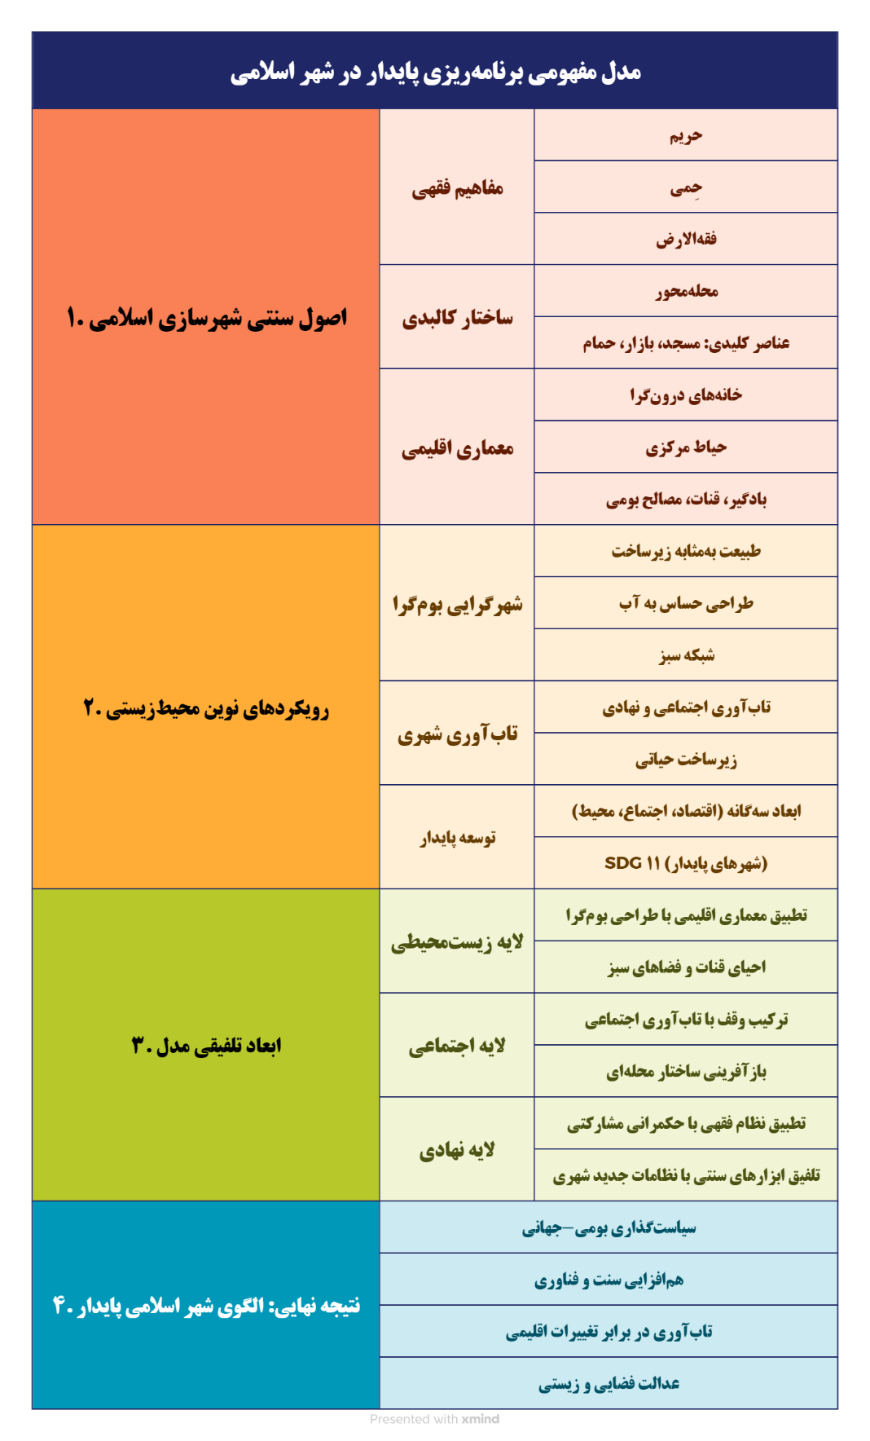 مدل مفهومی برنامه‌ریزی پایدار در شهر اسلامی
اصول سنتی شهرسازی اسلامی .۱
مفاهیم فقهی
حریم
حِمی
فقه‌الارض
ساختار کالبدی
محله‌محور
عناصر کلیدی: مسجد، بازار، حمام
معماری اقلیمی
خانه‌های درون‌گرا
حیاط مرکزی
بادگیر، قنات، مصالح بومی
رویکردهای نوین محیط‌زیستی .۲
شهرگرایی بوم‌گرا
طبیعت به‌مثابه زیرساخت
طراحی حساس به آب
شبکه سبز
تاب‌آوری شهری
تاب‌آوری اجتماعی و نهادی
زیرساخت حیاتی
توسعه پایدار
ابعاد سه‌گانه (اقتصاد، اجتماع، محیط)
SDG ۱۱ (شهرهای پایدار)
ابعاد تلفیقی مدل .۳
لایه زیست‌محیطی
تطبیق معماری اقلیمی با طراحی بوم‌گرا
احیای قنات و فضاهای سبز
لایه اجتماعی
ترکیب وقف با تاب‌آوری اجتماعی
بازآفرینی ساختار محله‌ای
لایه نهادی
تطبیق نظام فقهی با حکمرانی مشارکتی
تلفیق ابزارهای سنتی با نظامات جدید شهری
نتیجه نهایی: الگوی شهر اسلامی پایدار .۴
سیاست‌گذاری بومی–جهانی
هم‌افزایی سنت و فناوری
تاب‌آوری در برابر تغییرات اقلیمی
عدالت فضایی و زیستی
Presented with xmind